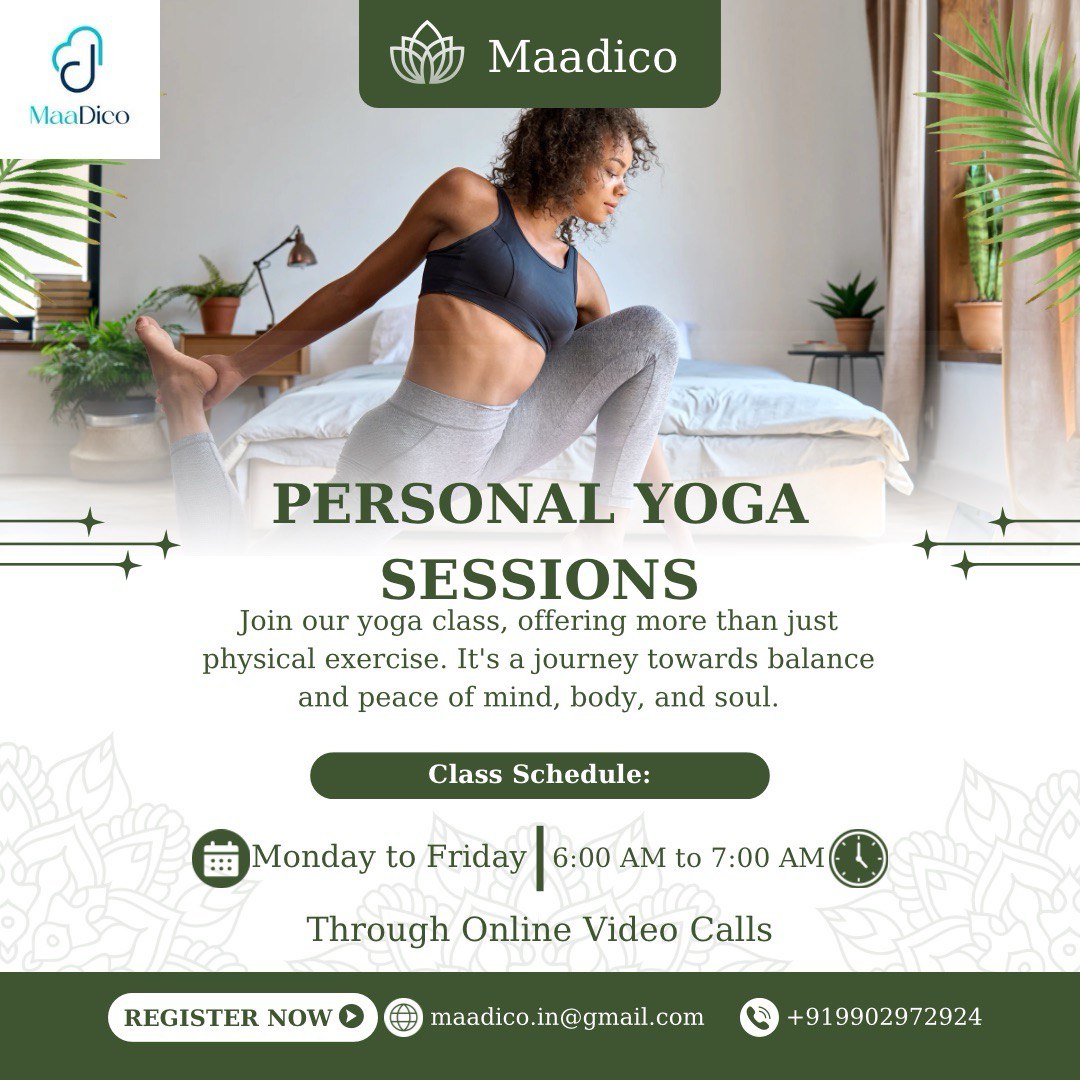 MaaDico
Maadico
PERSONAL YOGA
SESSIONS
Join our yoga class, offering more than just
physical exercise. It's a journey towards balance
and peace of mind, body, and soul.
Class Schedule:
Monday to Friday
6:00 AM to 7:00 AM
Through Online Video Calls
REGISTER NOW
maadico.in@gmail.com
+919902972924